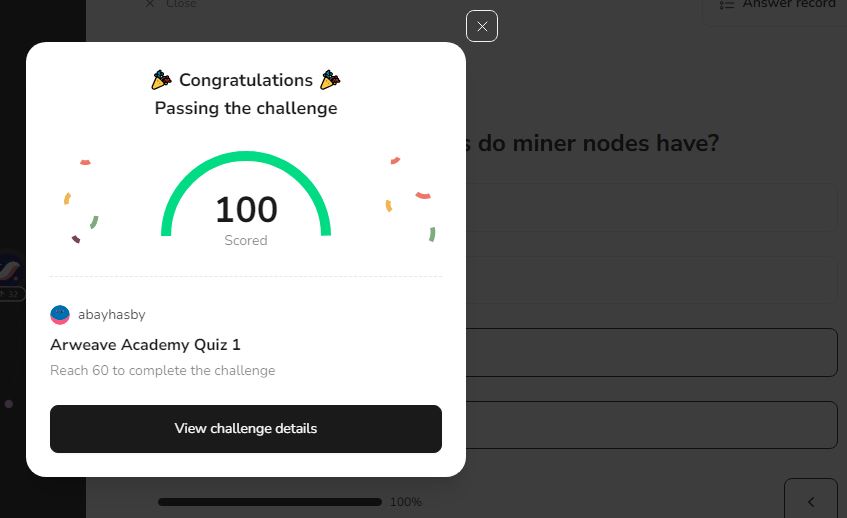 Close
Answer record
Congratulations
Passing the challenge
do miner nodes have?
100
Scored
32
abayhasby
Arweave Academy Quiz 1
Reach 60 to complete the challenge
View challenge details
100%